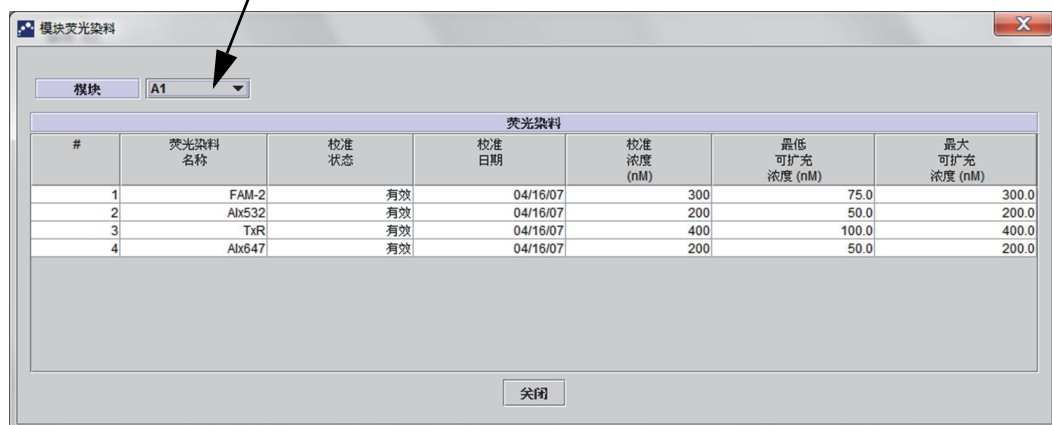 模块荧光染料
模块 A1
荧光染料
# 荧光染料名称 校准状态 校准日期 校准浓度 (nM) 最低可扩充浓度 (nM) 最大可扩充浓度 (nM)
1 FAM-2 有效 04/16/07 300 75.0 300.0
2 Alx532 有效 04/16/07 200 50.0 200.0
3 TxR 有效 04/16/07 400 100.0 400.0
4 Alx647 有效 04/16/07 200 50.0 200.0
关闭